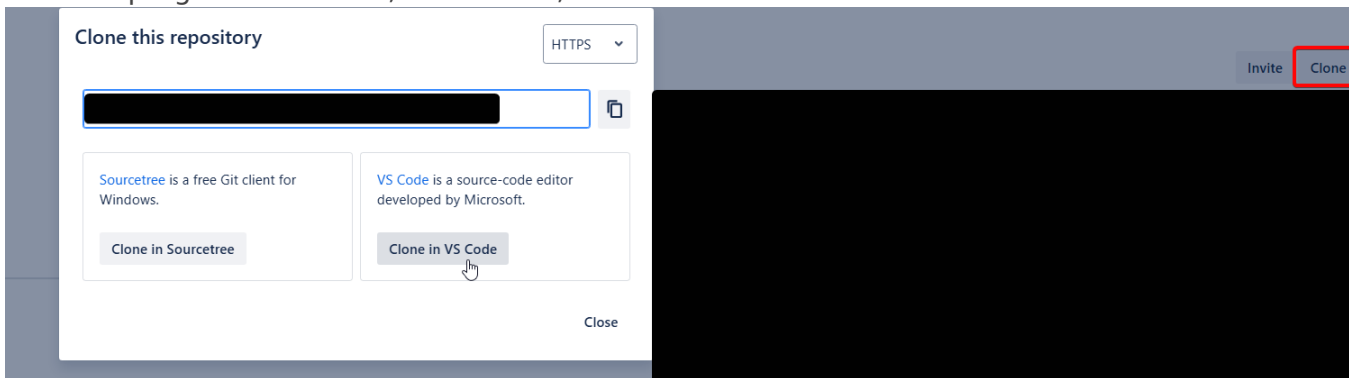 Clone this repository
HTTPS
Invite
Clone
Sourcetree is a free Git client for
Windows.
Clone in Sourcetree
VS Code is a source-code editor
developed by Microsoft.
Clone in VS Code
Close